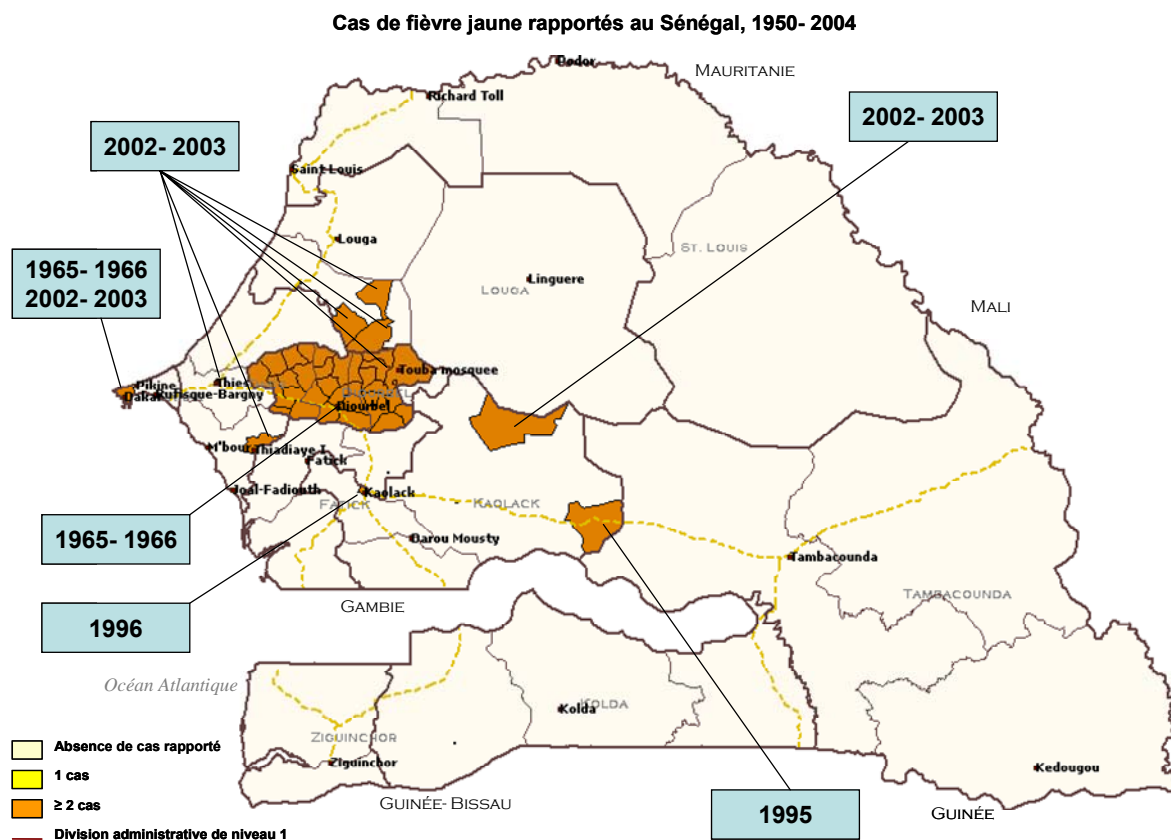 Cas de fièvre jaune rapportés au Sénégal, 1950- 2004
Podor
MAURITANIE
Richard Toll
2002- 2003
2002- 2003
Saint Louis
Louga
ST. LOUIS
1965- 1966
2002- 2003
Linguere
LOUGA
MALI
Touba mosquee
Pikine
Thies
Dakar
Rufisque-Bargny
Diourbel
M'bour
Thiadiaye I
Fatick
Joal-Fadiouth
Kaolack
FATICK
KAOLACK
1965- 1966
Darou Mousty
Tambacounda
TAMBACOUNDA
GAMBIE
1996
Océan Atlantique
Kolda
KOLDA
ZIGUINCHOR
Ziguinchor
Absence de cas rapporté
1 cas
≥ 2 cas
Division administrative de niveau 1
GUINÉE- BISSAU
1995
Kedougou
GUINÉE